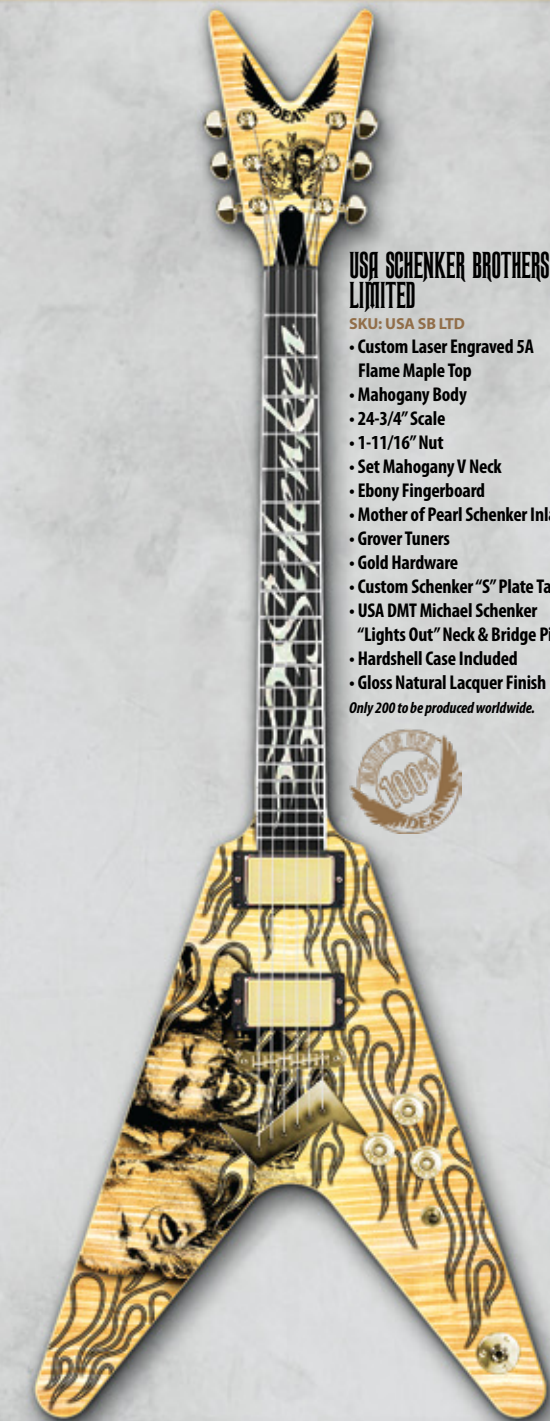 DEAN
USA SCHENKER BROTHERS
LIMITED
SKU: USA SB LTD
• Custom Laser Engraved 5A
Flame Maple Top
• Mahogany Body
• 24-3/4” Scale
• 1-11/16” Nut
• Set Mahogany V Neck
• Ebony Fingerboard
• Mother of Pearl Schenker
• Grover Tuners
• Gold Hardware
• Custom Schenker “S” Plate
• USA DMT Michael Schenker
“Lights Out” Neck & Bridge
• Hardshell Case Included
• Gloss Natural Lacquer Finish
Only 200 to be produced worldwide.
Schenker
MADE IN USA
100%
DEAN